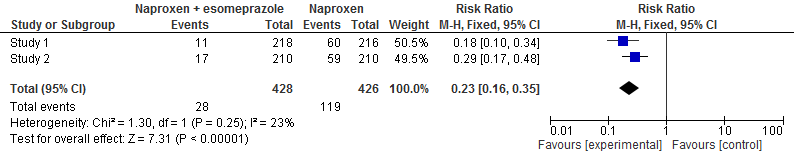 Naproxen + esomeprazole Naproxen Risk Ratio Risk Ratio
Study or Subgroup Events Total Events Total Weight M-H, Fixed, 95% CI M-H, Fixed, 95% CI
Study 1 11 218 60 216 50.5% 0.18 [0.10, 0.34]
Study 2 17 210 59 210 49.5% 0.29 [0.17, 0.48]
Total (95% CI) 428 426 100.0% 0.23 [0.16, 0.35]
Total events 28 119
Heterogeneity: Chi² = 1.30, df = 1 (P = 0.25); I² = 23%
Test for overall effect: Z = 7.31 (P < 0.00001)
0.01 0.1 1 10 100
Favours [experimental] Favours [control]